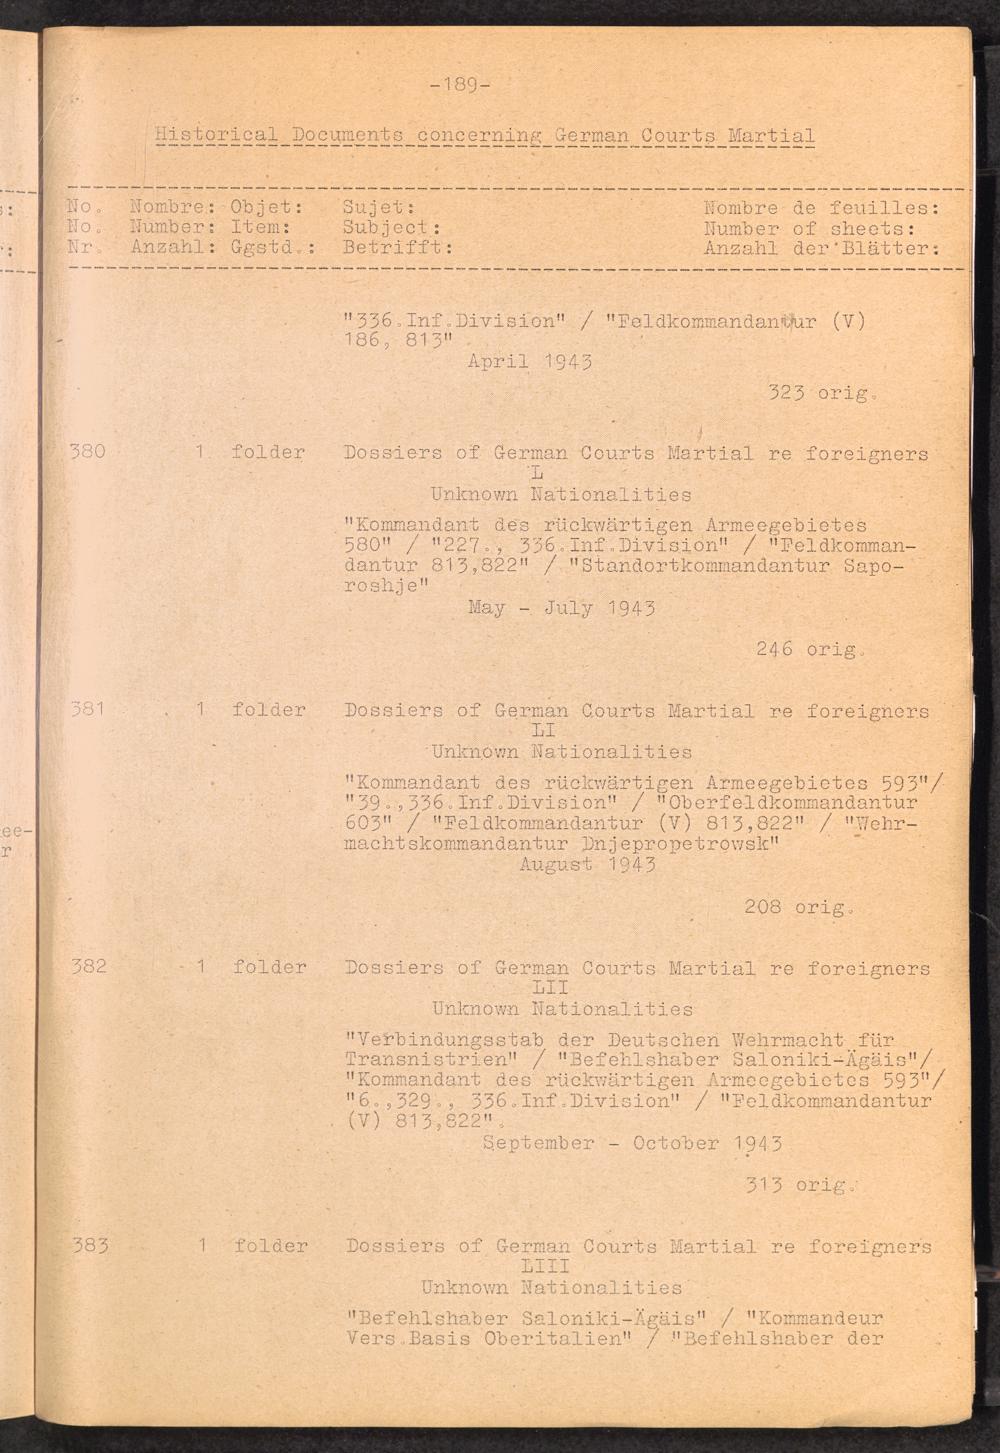 -189-
Historical Documents concerning German Courts Martial
No. Nombre: Objet: Sujet: Nombre de feuilles:
No. Number: Item: Subject: Number of sheets:
Nr. Anzahl: Ggstd.: Betrifft: Anzahl der Blätter:
"336.Inf.Division" / "Feldkommandantur (V)
186, 813"
April 1943
323 orig.
380 1 folder Dossiers of German Courts Martial re foreigners
L
Unknown Nationalities
"Kommandant des rückwärtigen Armeegebietes
580" / "227., 336.Inf.Division" / "Feldkomman-
dantur 813,822" / "Standortkommandantur Sapo-
roshje"
May - July 1943
246 orig.
381 1 folder Dossiers of German Courts Martial re foreigners
LI
Unknown Nationalities
"Kommandant des rückwärtigen Armeegebietes 593"/
"39.,336.Inf.Division" / "Oberfeldkommandantur
603" / "Feldkommandantur (V) 813,822" / "Wehr-
machtskommandantur Dnjepropetrowsk"
August 1943
208 orig.
382 1 folder Dossiers of German Courts Martial re foreigners
LII
Unknown Nationalities
"Verbindungsstab der Deutschen Wehrmacht für
Transnistrien" / "Befehlshaber Saloniki-Ägäis"/
"Kommandant des rückwärtigen Armeegebietes 593"/
"6.,329., 336.Inf.Division" / "Feldkommandantur
(V) 813,822".
September - October 1943
313 orig.
383 1 folder Dossiers of German Courts Martial re foreigners
LIII
Unknown Nationalities
"Befehlshaber Saloniki-Ägäis" / "Kommandeur
Vers.Basis Oberitalien" / "Befehlshaber der